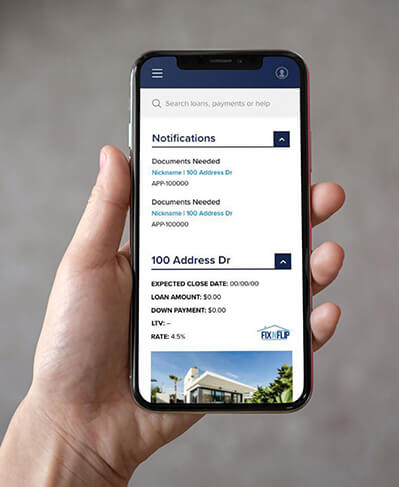 Search loans, payments or help
Notifications
Documents Needed
Nickname | 100 Address Dr
APP-100000
Documents Needed
Nickname | 100 Address Dr
APP-100000
100 Address Dr
EXPECTED CLOSE DATE: 00/00/00
LOAN AMOUNT: $0.00
DOWN PAYMENT: $0.00
LTV: –
RATE: 4.5%
FIXNFLIP